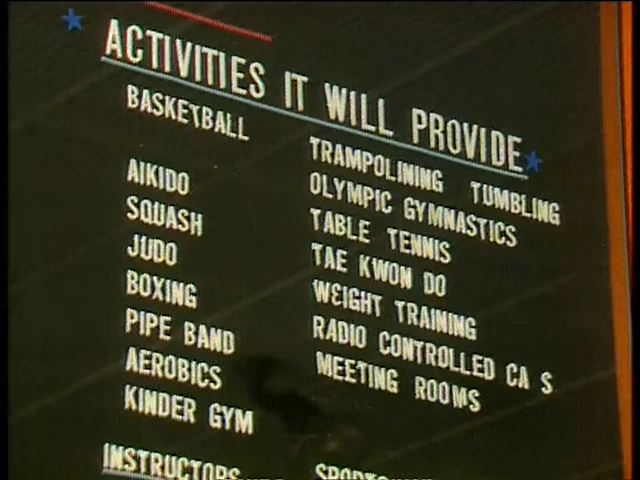 ACTIVITIES IT WILL PROVIDE
BASKETBALL
AIKIDO
SQUASH
JUDO
BOXING
PIPE BAND
AEROBICS
KINDER GYM
TRAMPOLINING TUMBLING
OLYMPIC GYMNASTICS
TABLE TENNIS
TAE KWON DO
WEIGHT TRAINING
RADIO CONTROLLED CA S
MEETING ROOMS
INSTRUCTORS